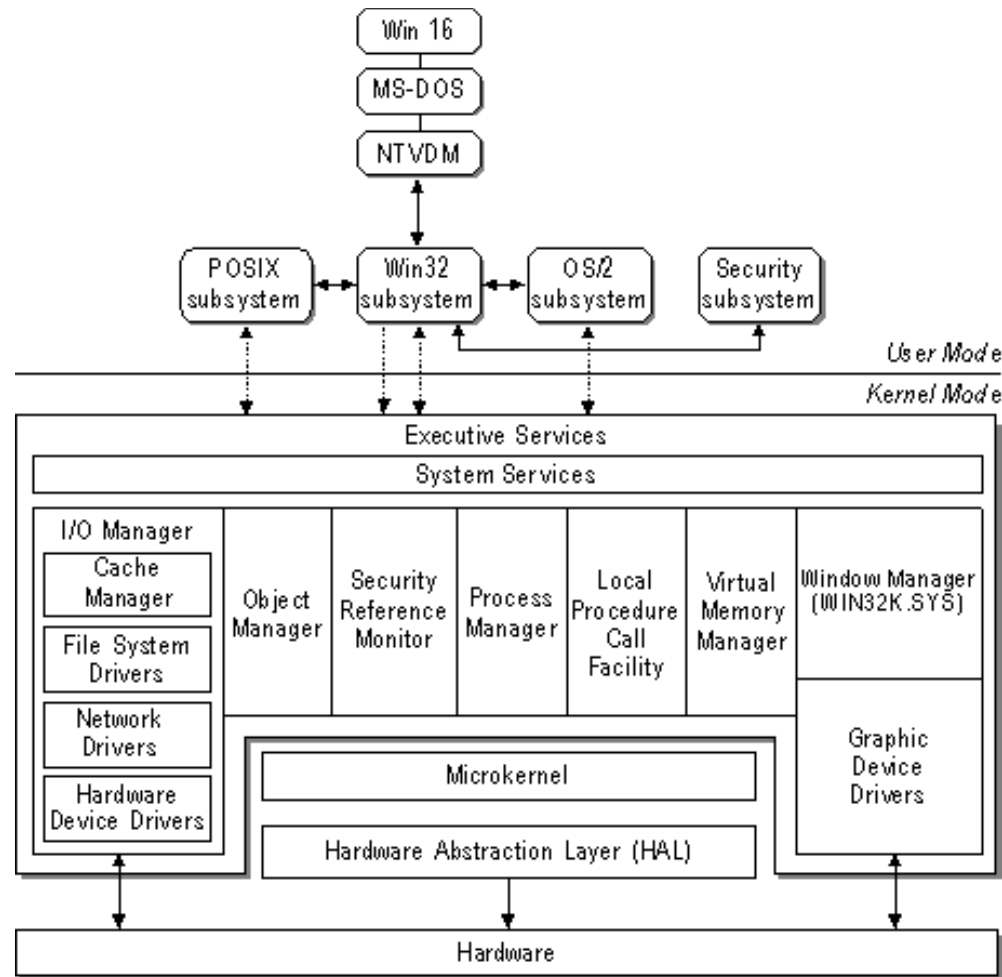 Win 16
MS-DOS
NTVDM
POSIX
subsystem
Win32
subsystem
OS/2
subsystem
Security
subsystem
User Mode
Kernel Mode
Executive Services
System Services
I/O Manager
Cache
Manager
File System
Drivers
Network
Drivers
Hardware
Device Drivers
Object
Manager
Security
Reference
Monitor
Process
Manager
Local
Procedure
Call
Facility
Virtual
Memory
Manager
Window Manager
(WIN32K.SYS)
Graphic
Device
Drivers
Microkernel
Hardware Abstraction Layer (HAL)
Hardware